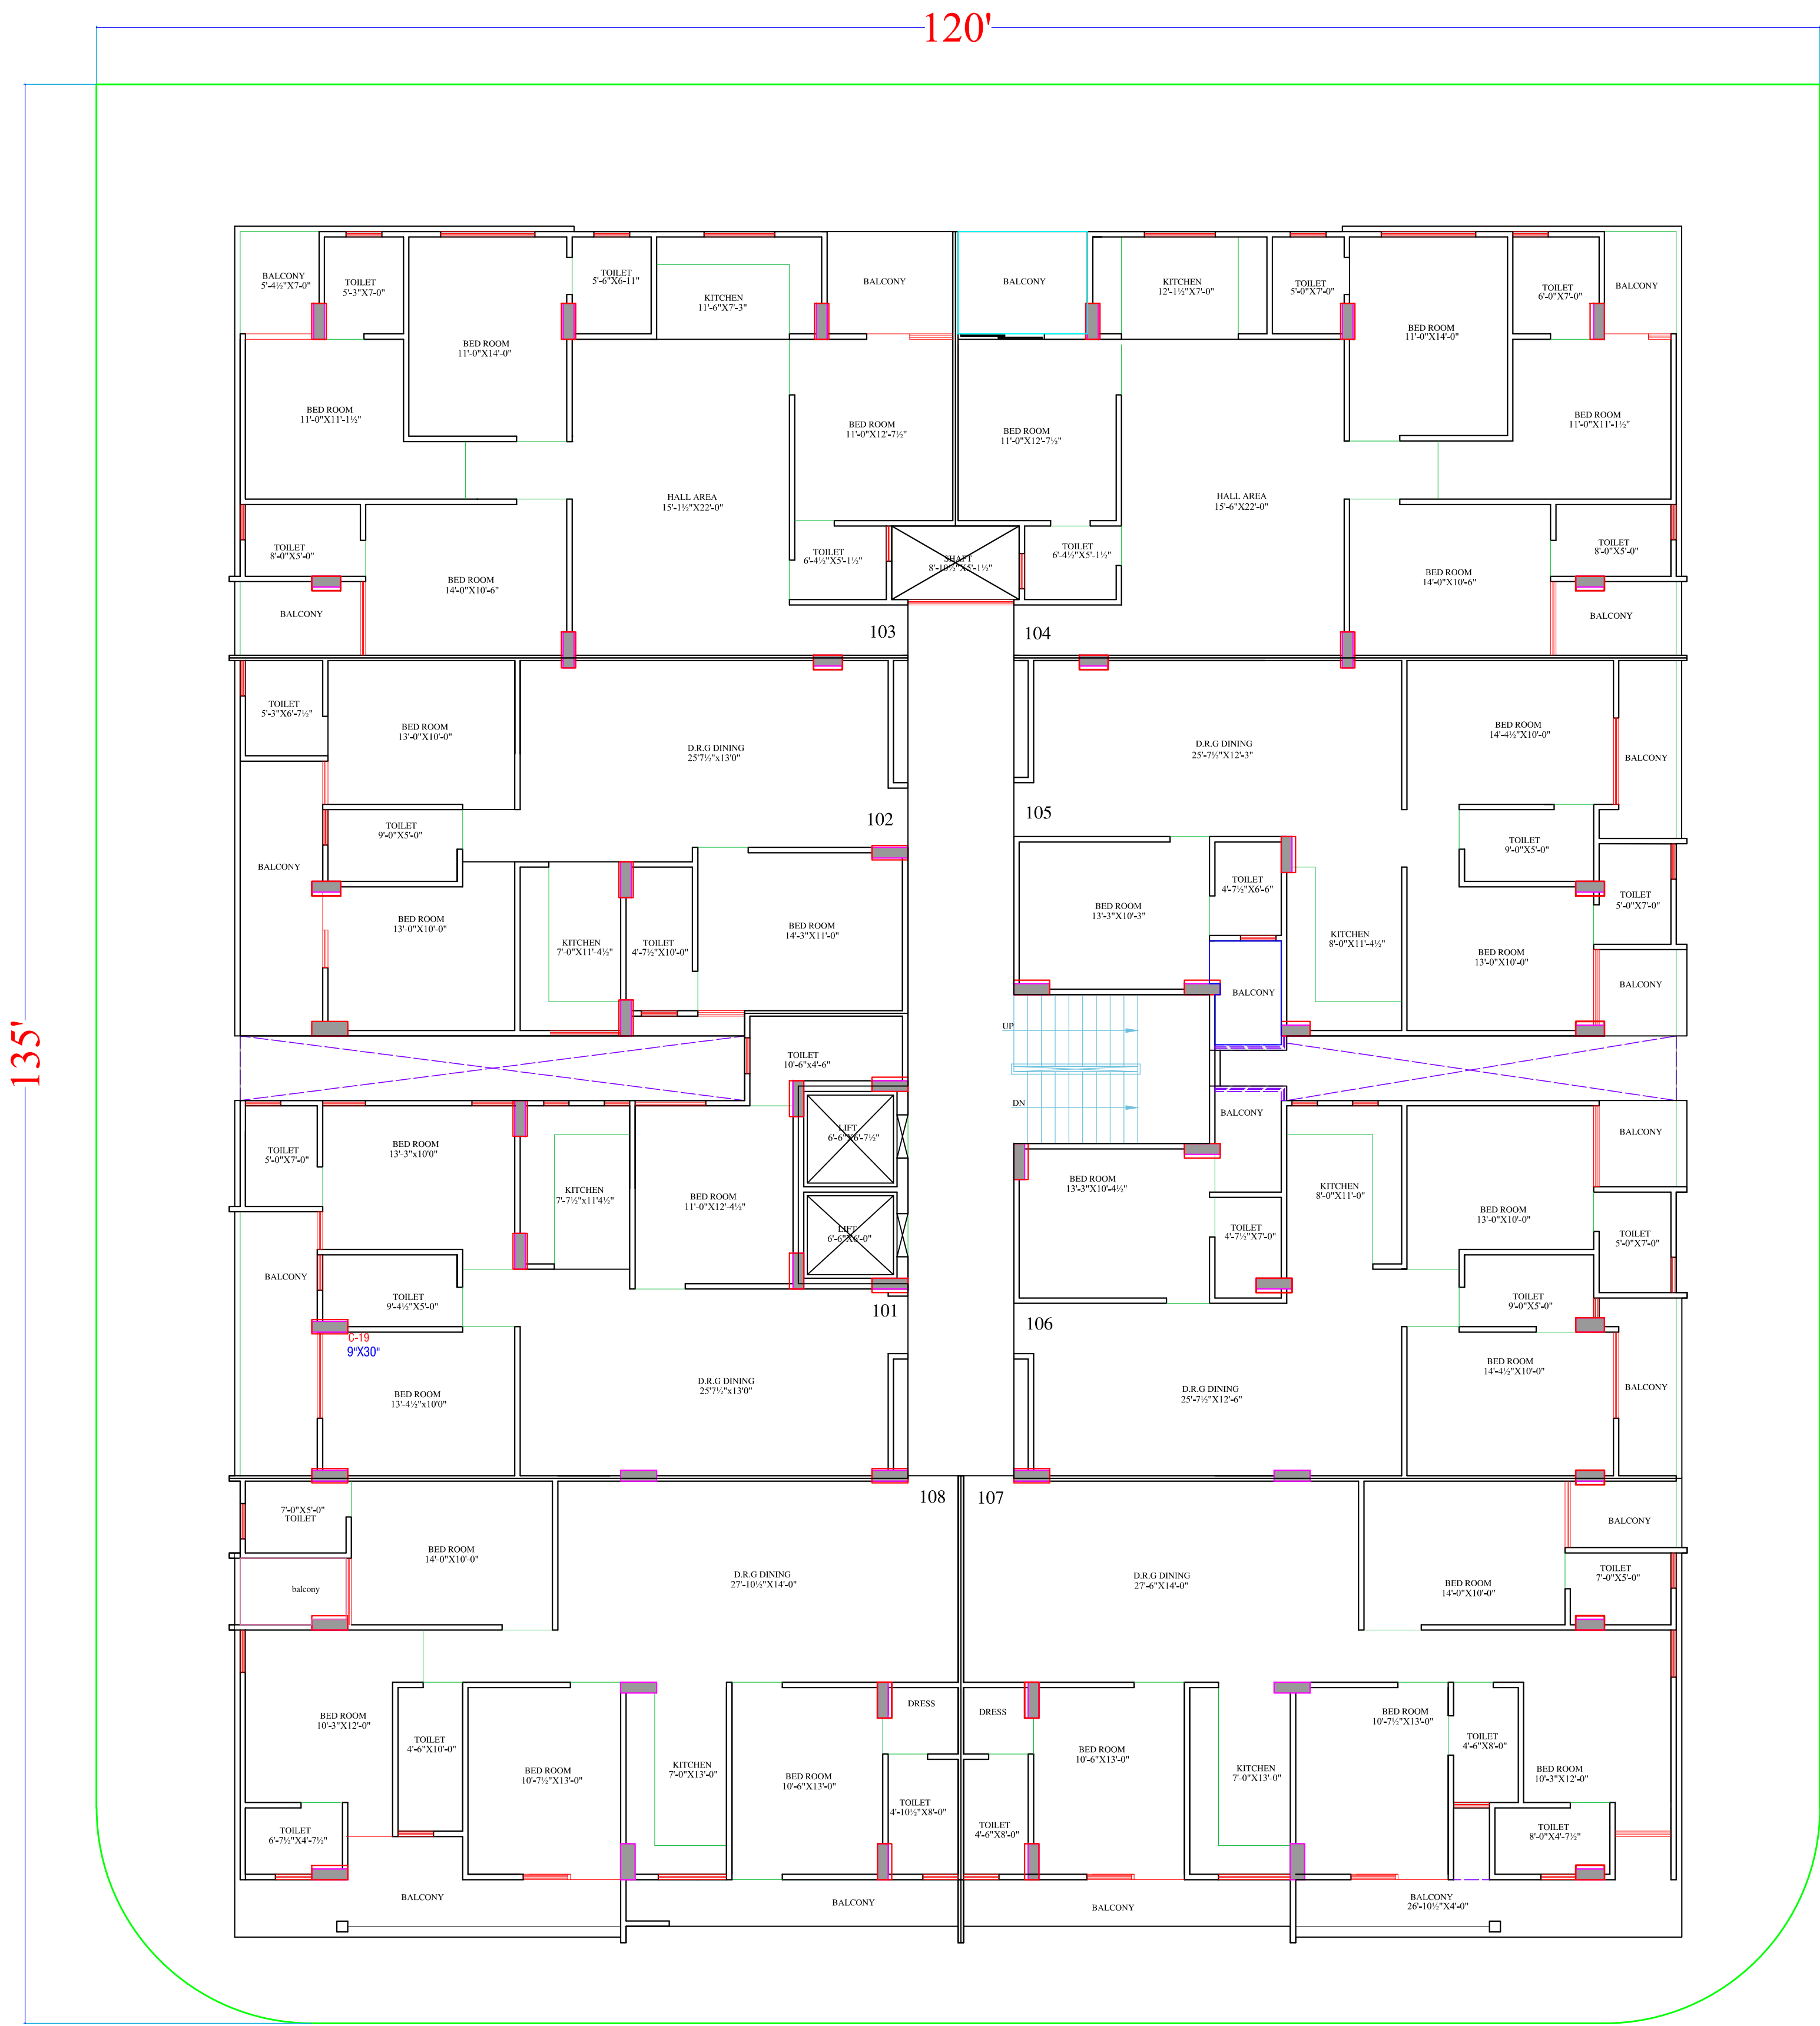 120'
135'
BALCONY
5'-4½"X7-0"
TOILET
5'-3"X7-0"
BED ROOM
11'-0"X14'-0"
TOILET
5'-6"X6-11"
KITCHEN
11'-6"X7'-3"
BALCONY
BALCONY
KITCHEN
12'-1½"X7'-0"
TOILET
5'-0"X7'-0"
BED ROOM
11'-0"X14'-0"
TOILET
6'-0"X7'-0"
BALCONY
BED ROOM
11'-0"X11'-1½"
BED ROOM
11'-0"X12'-7½"
BED ROOM
11'-0"X12'-7½"
BED ROOM
11'-0"X11'-1½"
HALL AREA
15'-1½"X22'-0"
HALL AREA
15'-6"X22'-0"
TOILET
8'-0"X5'-0"
BED ROOM
14'-0"X10'-6"
TOILET
6'-4½"X5'-1½"
SHAFT
8'-10½"X5'-1½"
TOILET
6'-4½"X5'-1½"
BED ROOM
14'-0"X10'-6"
TOILET
8'-0"X5'-0"
BALCONY
BALCONY
103
104
TOILET
5'-3"X6'-7½"
BED ROOM
13'-0"X10'-0"
D.R.G DINING
25'7½"x13'0"
D.R.G DINING
25'-7½"X12'-3"
BED ROOM
14'-4½"X10'-0"
BALCONY
102
105
TOILET
9'-0"X5'-0"
BALCONY
BED ROOM
13'-0"X10'-0"
KITCHEN
7'-0"X11'-4½"
TOILET
4'-7½"X10'-0"
BED ROOM
14'-3"X11'-0"
BED ROOM
13'-3"X10'-3"
TOILET
4'-7½"X6'-6"
KITCHEN
8'-0"X11'-4½"
TOILET
9'-0"X5'-0"
TOILET
5'-0"X7'-0"
BED ROOM
13'-0"X10'-0"
BALCONY
BALCONY
UP
DN
TOILET
10'-6"x4'-6"
LIFT
6'-6"X6'-7½"
LIFT
6'-6"X6'-0"
BALCONY
BALCONY
TOILET
5'-0"X7'-0"
BED ROOM
13'-3"x10'0"
KITCHEN
7'-7½"x11'4½"
BED ROOM
11'-0"X12'-4½"
BED ROOM
13'-3"X10'-4½"
TOILET
4'-7½"X7'-0"
KITCHEN
8'-0"X11'-0"
BED ROOM
13'-0"X10'-0"
TOILET
5'-0"X7'-0"
BALCONY
TOILET
9'-4½"X5'-0"
TOILET
9'-0"X5'-0"
101
106
C-19
9"X30"
BED ROOM
13'-4½"x10'0"
D.R.G DINING
25'7½"x13'0"
D.R.G DINING
25'-7½"X12'-6"
BED ROOM
14'-4½"X10'-0"
BALCONY
108
107
7'-0"X5'-0"
TOILET
BED ROOM
14'-0"X10'-0"
D.R.G DINING
27'-10½"X14'-0"
D.R.G DINING
27'-6"X14'-0"
BED ROOM
14'-0"X10'-0"
BALCONY
TOILET
7'-0"X5'-0"
balcony
BED ROOM
10'-3"X12'-0"
TOILET
4'-6"X10'-0"
BED ROOM
10'-7½"X13'-0"
KITCHEN
7'-0"X13'-0"
BED ROOM
10'-6"X13'-0"
DRESS
DRESS
BED ROOM
10'-6"X13'-0"
KITCHEN
7'-0"X13'-0"
BED ROOM
10'-7½"X13'-0"
TOILET
4'-6"X8'-0"
BED ROOM
10'-3"X12'-0"
TOILET
6'-7½"X4'-7½"
TOILET
4'-10½"X8'-0"
TOILET
4'-6"X8'-0"
TOILET
8'-0"X4'-7½"
BALCONY
BALCONY
BALCONY
BALCONY
26'-10½"X4'-0"